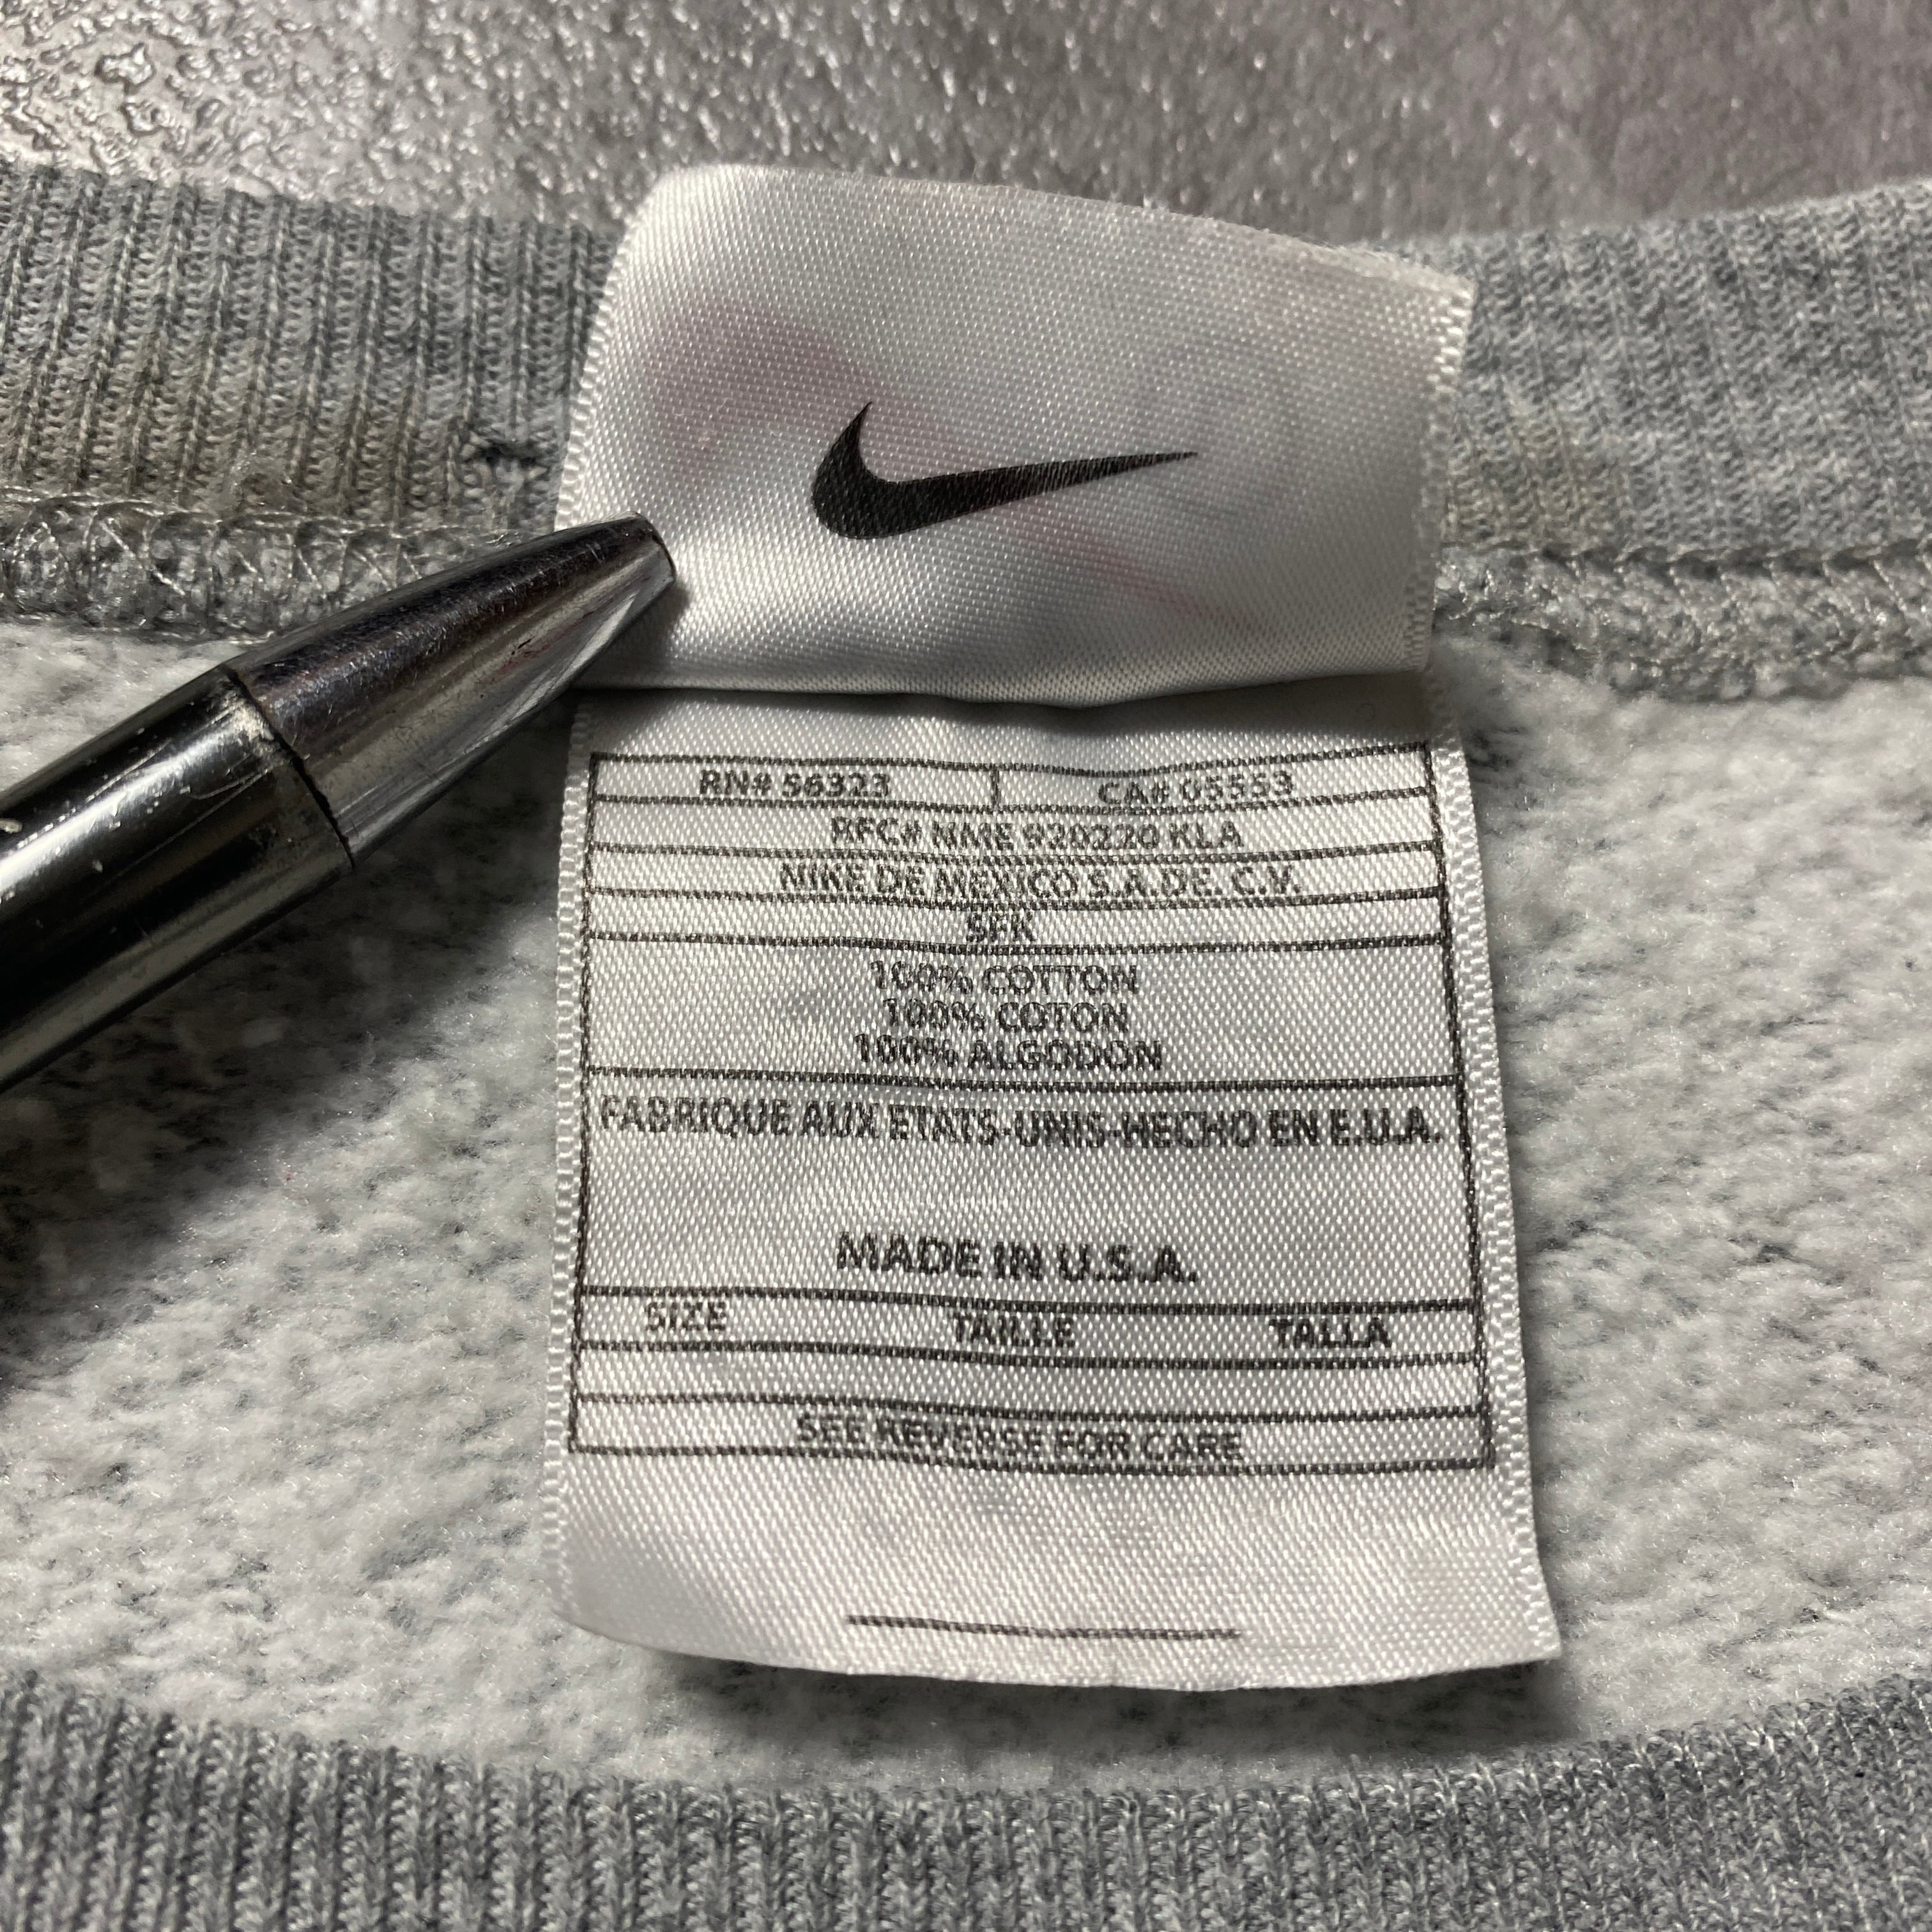 RN# 56323 CA# 05553
RFC# NME 920220 KLA
NIKE DE MEXICO S.A.DE. C.V.
SFK
100% COTTON
100% COTON
100% ALGODON
FABRIQUE AUX ETATS-UNIS-HECHO EN E.U.A.
MADE IN U.S.A.
SIZE TAILLE TALLA
SEE REVERSE FOR CARE